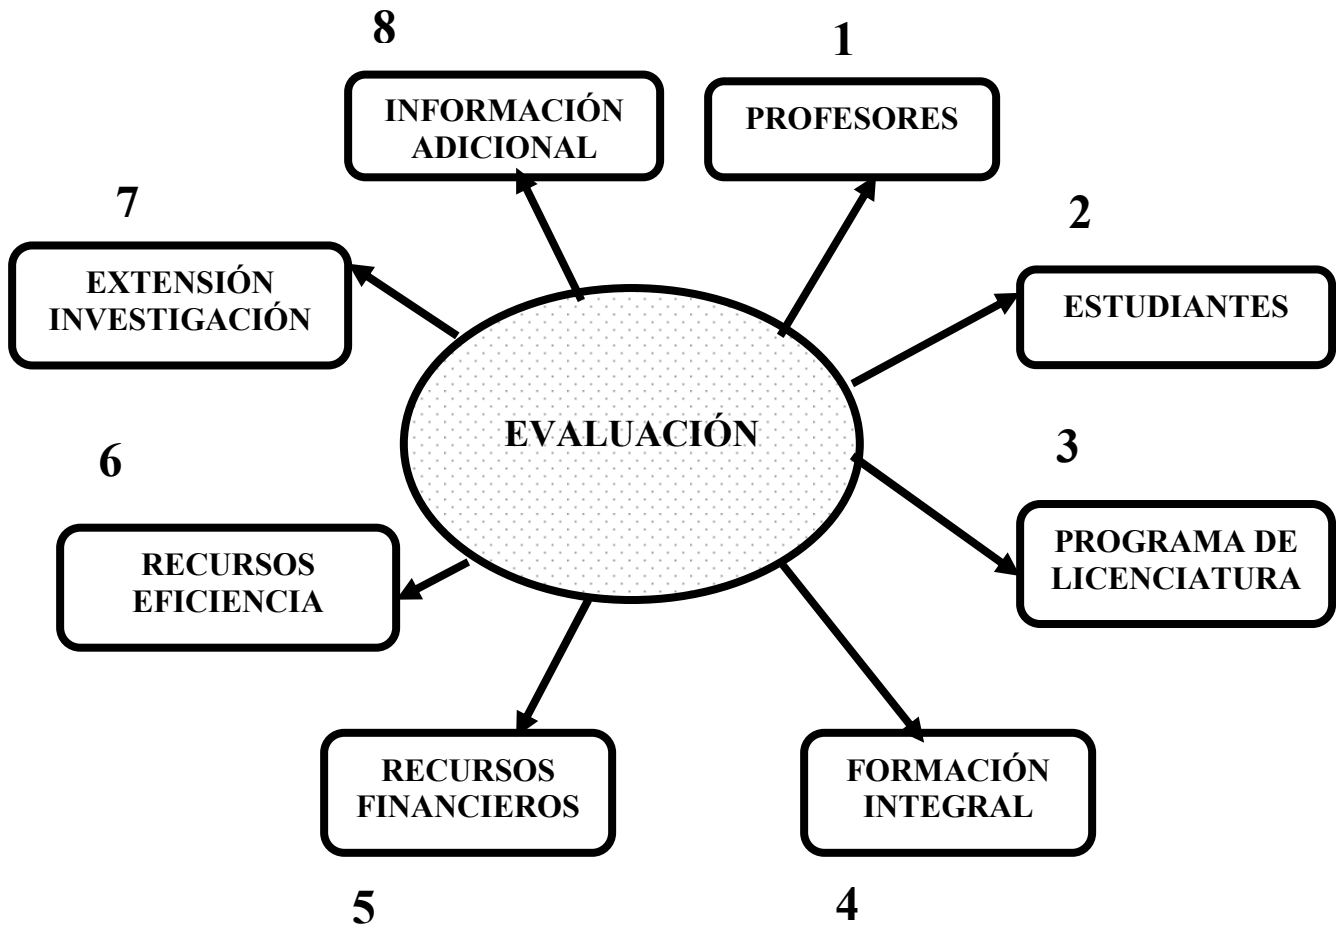 8
1
INFORMACIÓN
ADICIONAL
PROFESORES
7
2
EXTENSIÓN
INVESTIGACIÓN
ESTUDIANTES
EVALUACIÓN
6
3
RECURSOS
EFICIENCIA
PROGRAMA DE
LICENCIATURA
RECURSOS
FINANCIEROS
FORMACIÓN
INTEGRAL
5
4